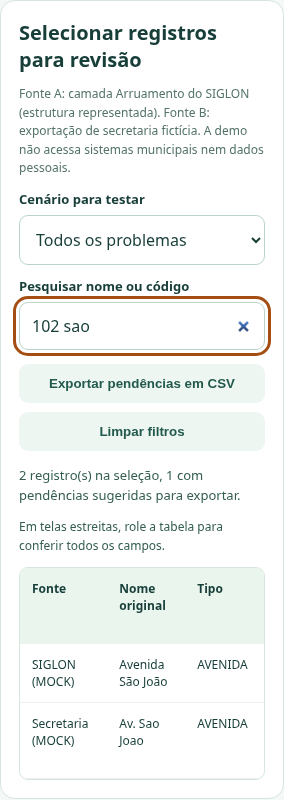 Selecionar registros
para revisão
Fonte A: camada Arruamento do SIGLON
(estrutura representada). Fonte B:
exportação de secretaria fictícia. A demo
não acessa sistemas municipais nem dados
pessoais.
Cenário para testar
Todos os problemas
Pesquisar nome ou código
102 sao
Exportar pendências em CSV
Limpar filtros
2 registro(s) na seleção, 1 com
pendências sugeridas para exportar.
Em telas estreitas, role a tabela para
conferir todos os campos.
Fonte Nome original Tipo
SIGLON (MOCK) Avenida São João AVENIDA
Secretaria (MOCK) Av. Sao Joao AVENIDA